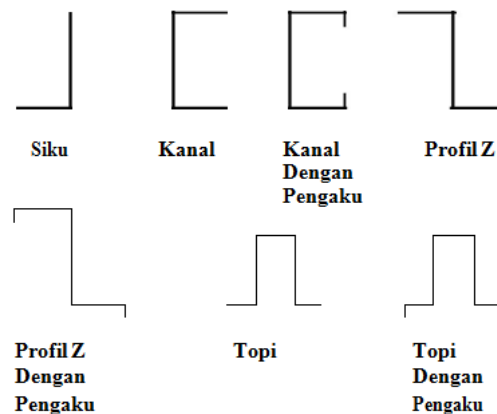 Siku
Kanal
Kanal
Dengan
Pengaku
Profil Z
Profil Z
Dengan
Pengaku
Topi
Topi
Dengan
Pengaku